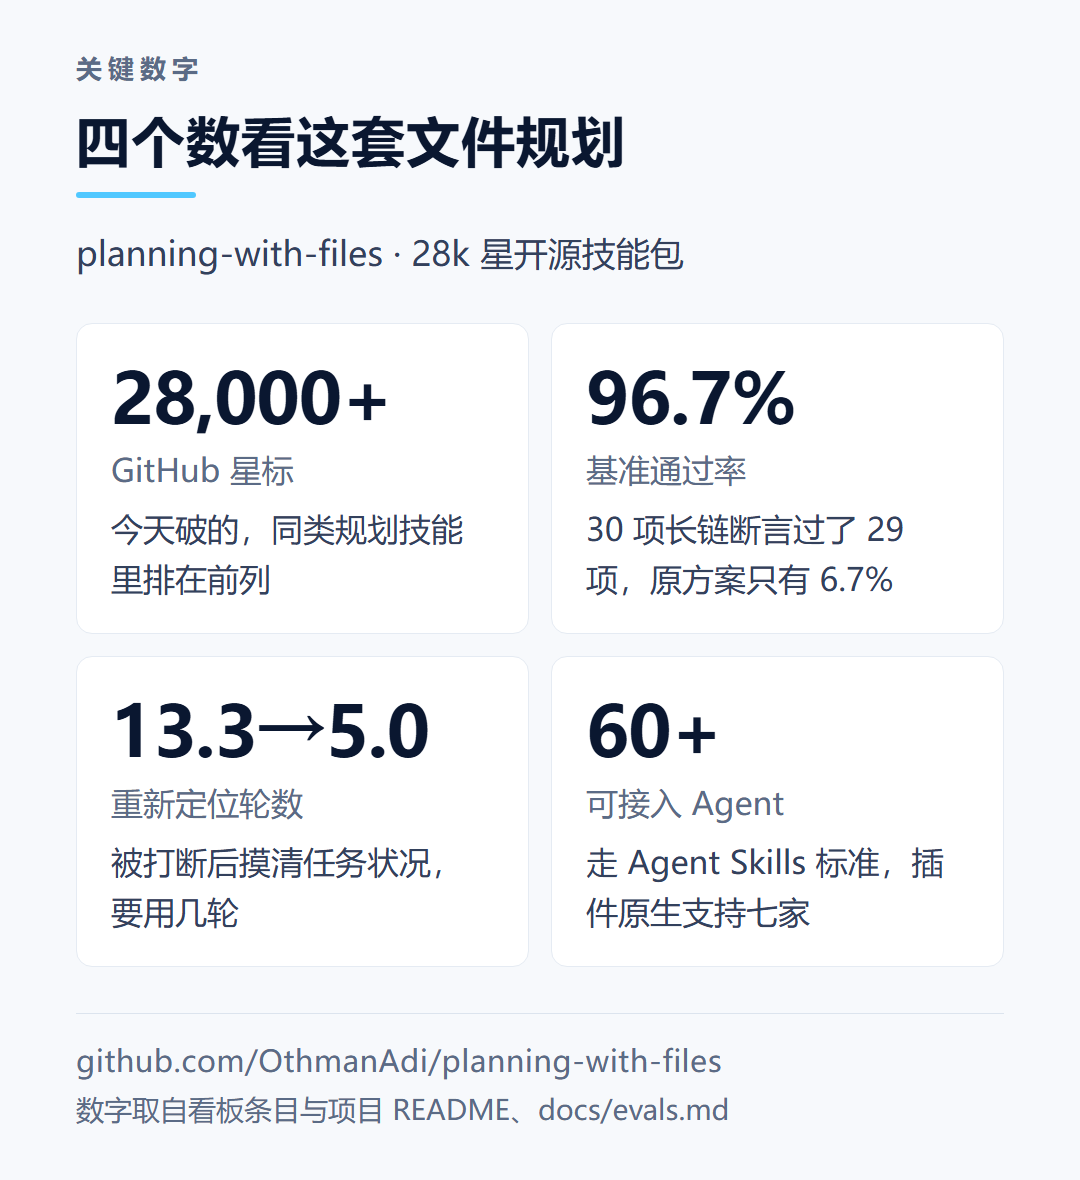 关键数字
四个数看这套文件规划
planning-with-files · 28k 星开源技能包
28,000+
GitHub 星标
今天破的，同类规划技能
里排在前列
96.7%
基准通过率
30 项长链断言过了 29
项，原方案只有 6.7%
13.3→5.0
重新定位轮数
被打断后摸清任务状况，
要用几轮
60+
可接入 Agent
走 Agent Skills 标准，插
件原生支持七家
github.com/OthmanAdi/planning-with-files
数字取自看板条目与项目 README、docs/evals.md